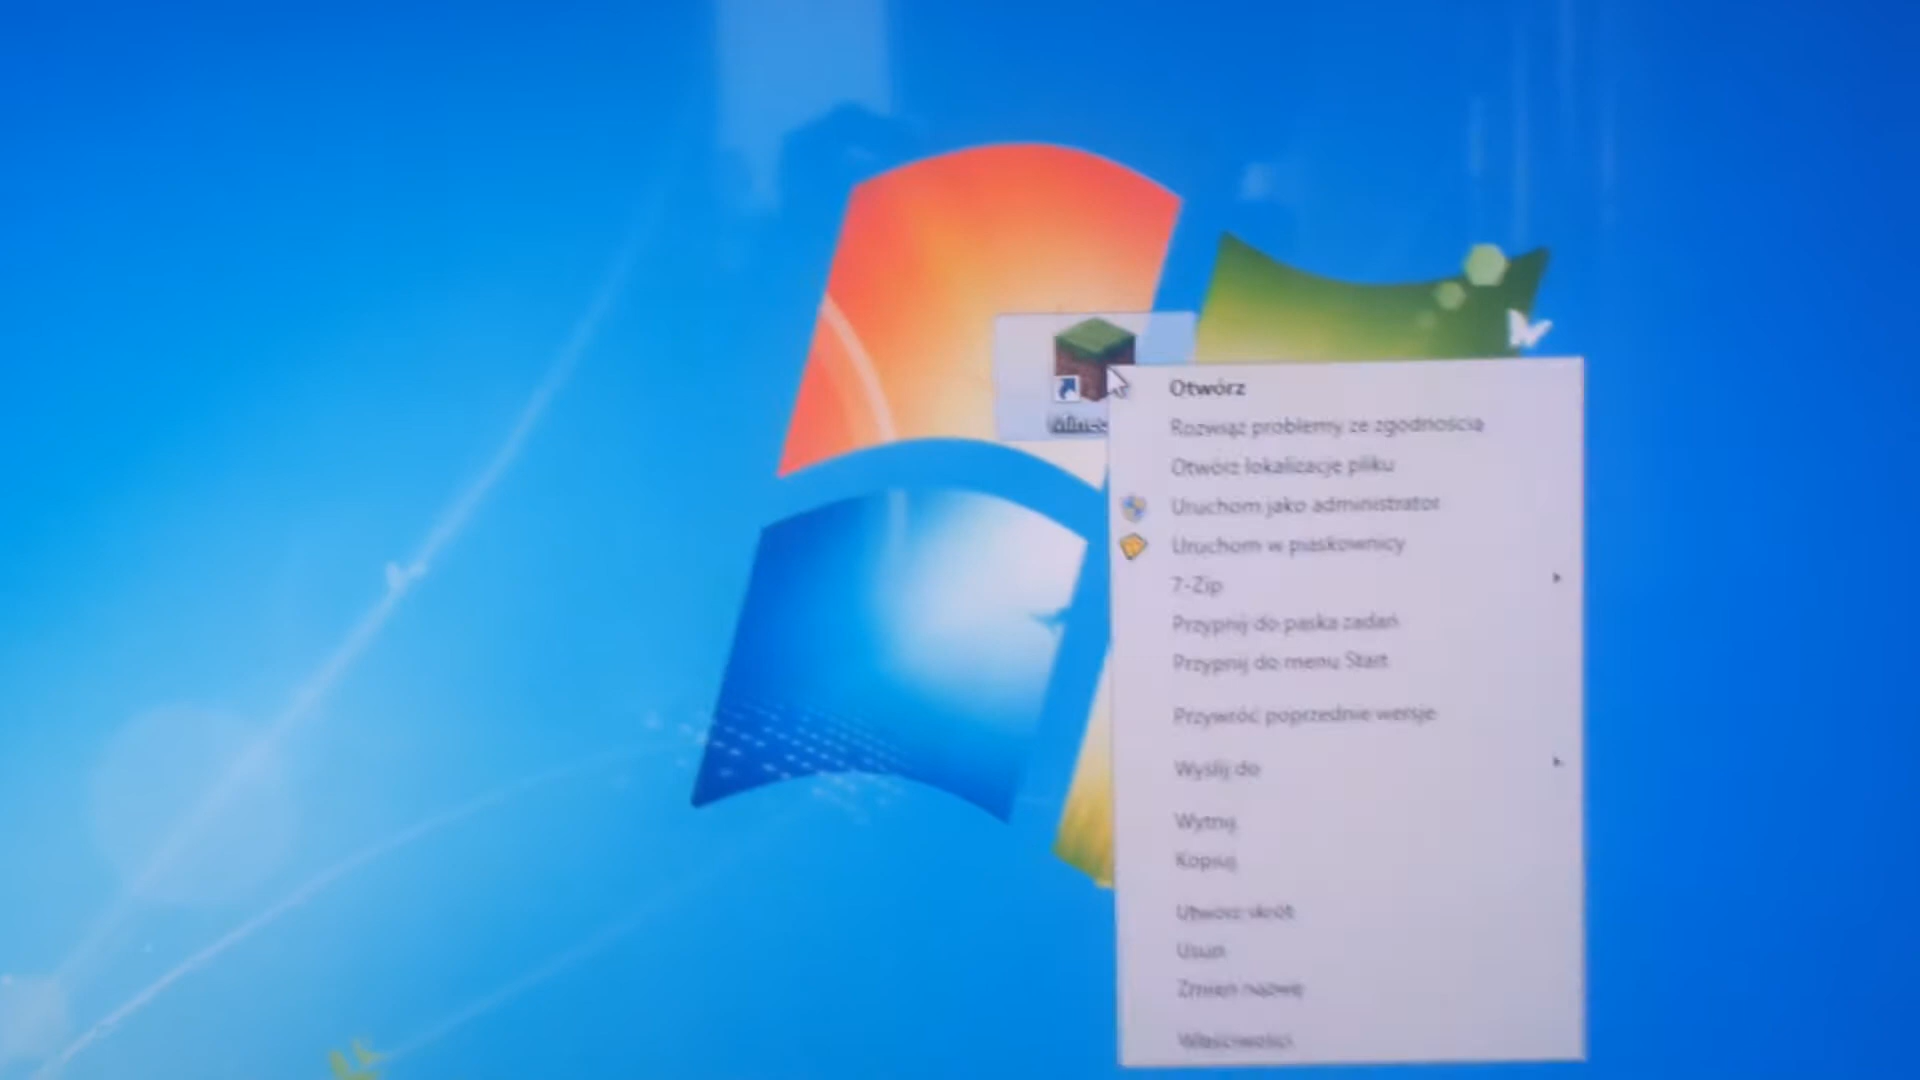 Otwórz
Rozwiąż problemy ze zgodnością
Otwórz lokalizację pliku
Uruchom jako administrator
Uruchom w piaskownicy
7-Zip
Przypnij do paska zadań
Przypnij do menu Start
Przywróć poprzednie wersje
Wyślij do
Wytnij
Kopiuj
Utwórz skrót
Usuń
Zmień nazwę
Właściwości